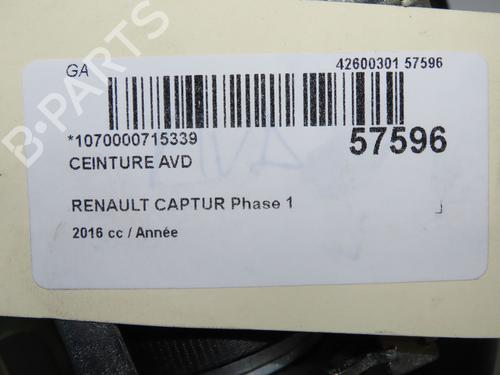 GA
42600301 57596
*1070000715339
57596
CEINTURE AVD
RENAULT CAPTUR Phase 1
2016 cc / Année
B-PARTS